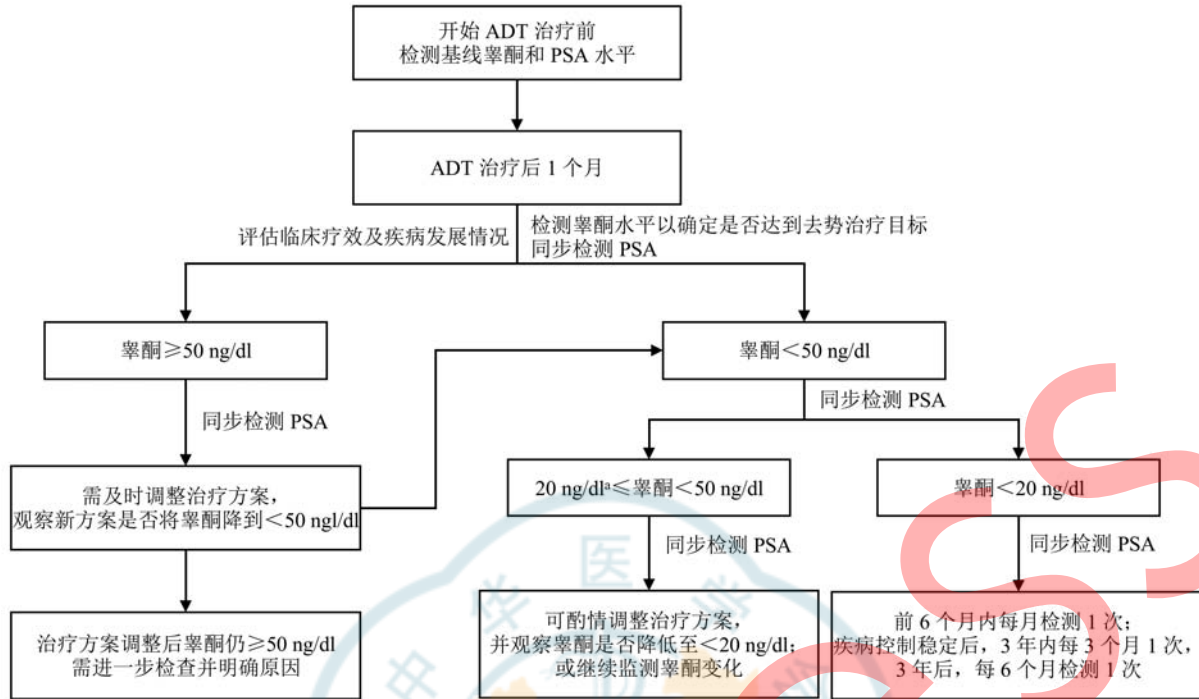 开始 ADT 治疗前
检测基线睾酮和 PSA 水平
ADT 治疗后 1 个月
评估临床疗效及疾病发展情况
检测睾酮水平以确定是否达到去势治疗目标
同步检测 PSA
睾酮≥50 ng/dl
睾酮＜50 ng/dl
同步检测 PSA
同步检测 PSA
需及时调整治疗方案，
观察新方案是否将睾酮降到＜50 ngl/dl
20 ng/dlᵃ≤睾酮＜50 ng/dl
睾酮＜20 ng/dl
同步检测 PSA
同步检测 PSA
治疗方案调整后睾酮仍≥50 ng/dl
需进一步检查并明确原因
可酌情调整治疗方案，
并观察睾酮是否降低至＜20 ng/dl；
或继续监测睾酮变化
前 6 个月内每月检测 1 次；
疾病控制稳定后，3 年内每 3 个月 1 次，
3 年后，每 6 个月检测 1 次
中华医学